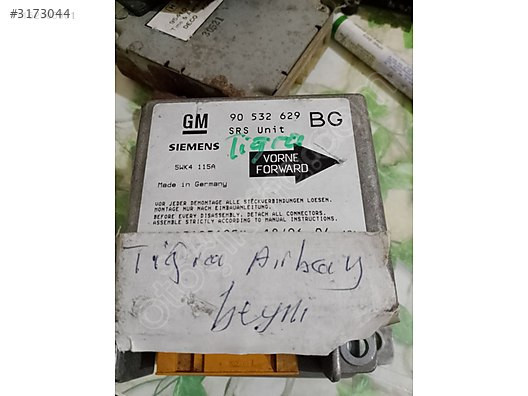 #3173044
GM
90 532 629
BG
SRS Unit
Tigra
SIEMENS
5WK4 115A
VORNE
FORWARD
Made in Germany
VOR JEDER DEMONTAGE ALLE STECKVERBINDUNGEN LOESEN.
MONTAGE NUR NACH EINBAUANLEITUNG.
BEFORE EVERY DISASSEMBLY, DETACH ALL CONNECTORS.
ASSEMBLE STRICTLY ACCORDING TO MANUAL INSTRUCTIONS.
Tigra Airbay
beyni